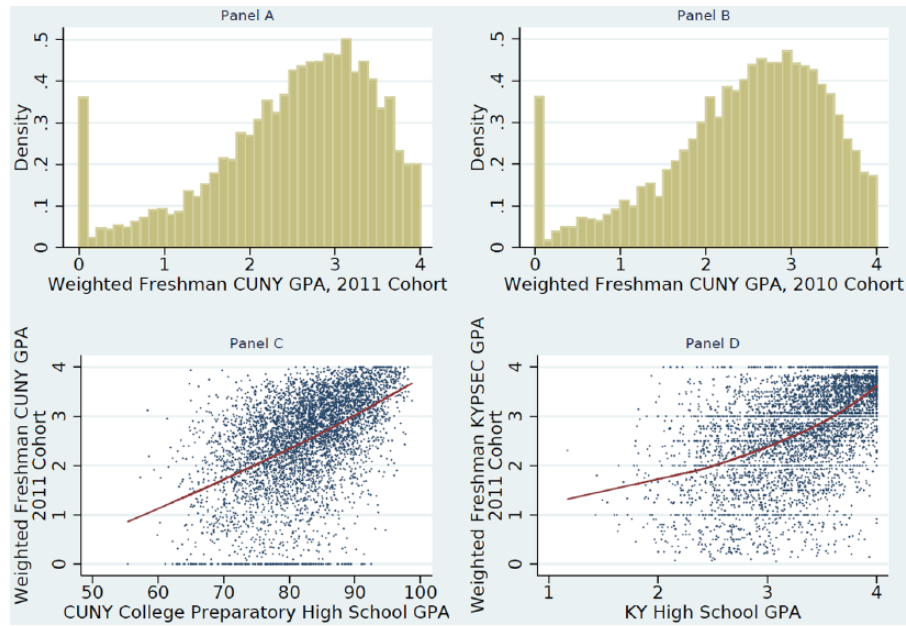 Panel A
Panel B
Density
0 .1 .2 .3 .4 .5
0 1 2 3 4
Weighted Freshman CUNY GPA, 2011 Cohort
Density
0 .1 .2 .3 .4 .5
0 1 2 3 4
Weighted Freshman CUNY GPA, 2010 Cohort
Panel C
Panel D
Weighted Freshman CUNY GPA
2011 Cohort
0 1 2 3 4
50 60 70 80 90 100
CUNY College Preparatory High School GPA
Weighted Freshman KYPSEC GPA
2011 Cohort
0 1 2 3 4
1 2 3 4
KY High School GPA